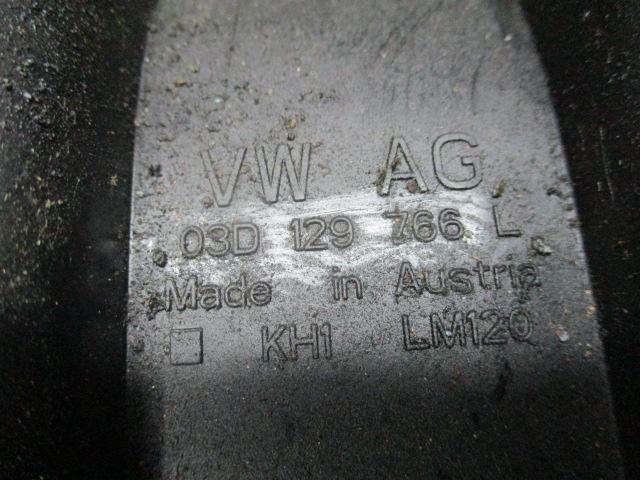 VW AG
03D 129 766 L
Made in Austria
KH1 LM120